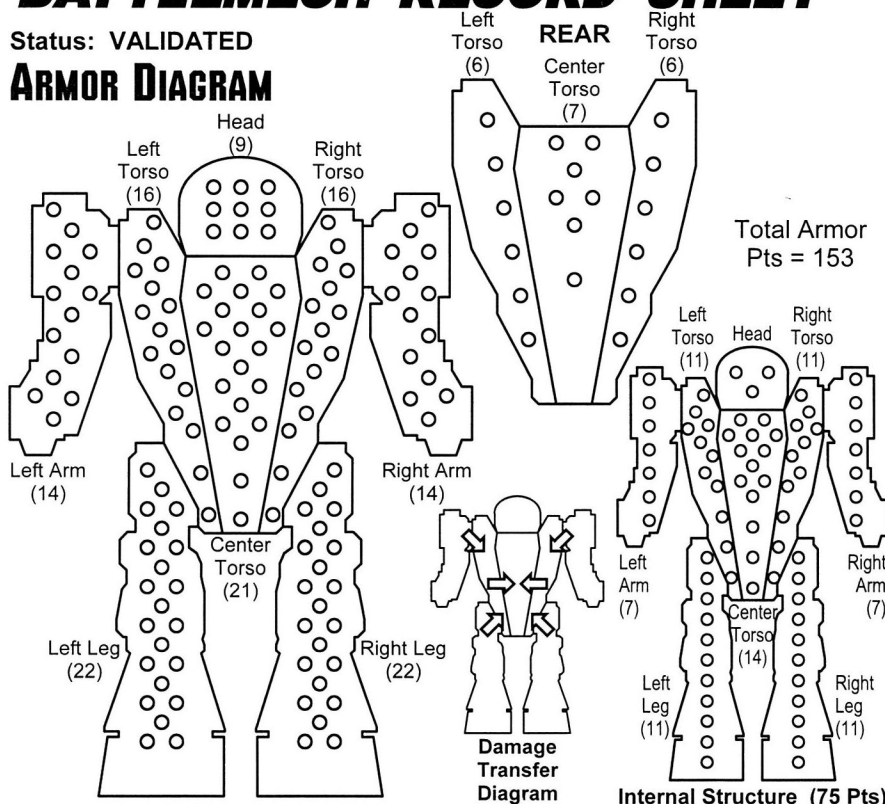 BATTLEMECH RECORD SHEET
Status: VALIDATED
ARMOR DIAGRAM
Head
(9)
Left
Torso
(16)
Right
Torso
(16)
Left Arm
(14)
Right Arm
(14)
Center
Torso
(21)
Left Leg
(22)
Right Leg
(22)
REAR
Left
Torso
(6)
Center
Torso
(7)
Right
Torso
(6)
Total Armor
Pts = 153
Damage
Transfer
Diagram
Left
Torso
(11)
Head
Right
Torso
(11)
Left
Arm
(7)
Right
Arm
(7)
Center
Torso
(14)
Left
Leg
(11)
Right
Leg
(11)
Internal Structure (75 Pts)